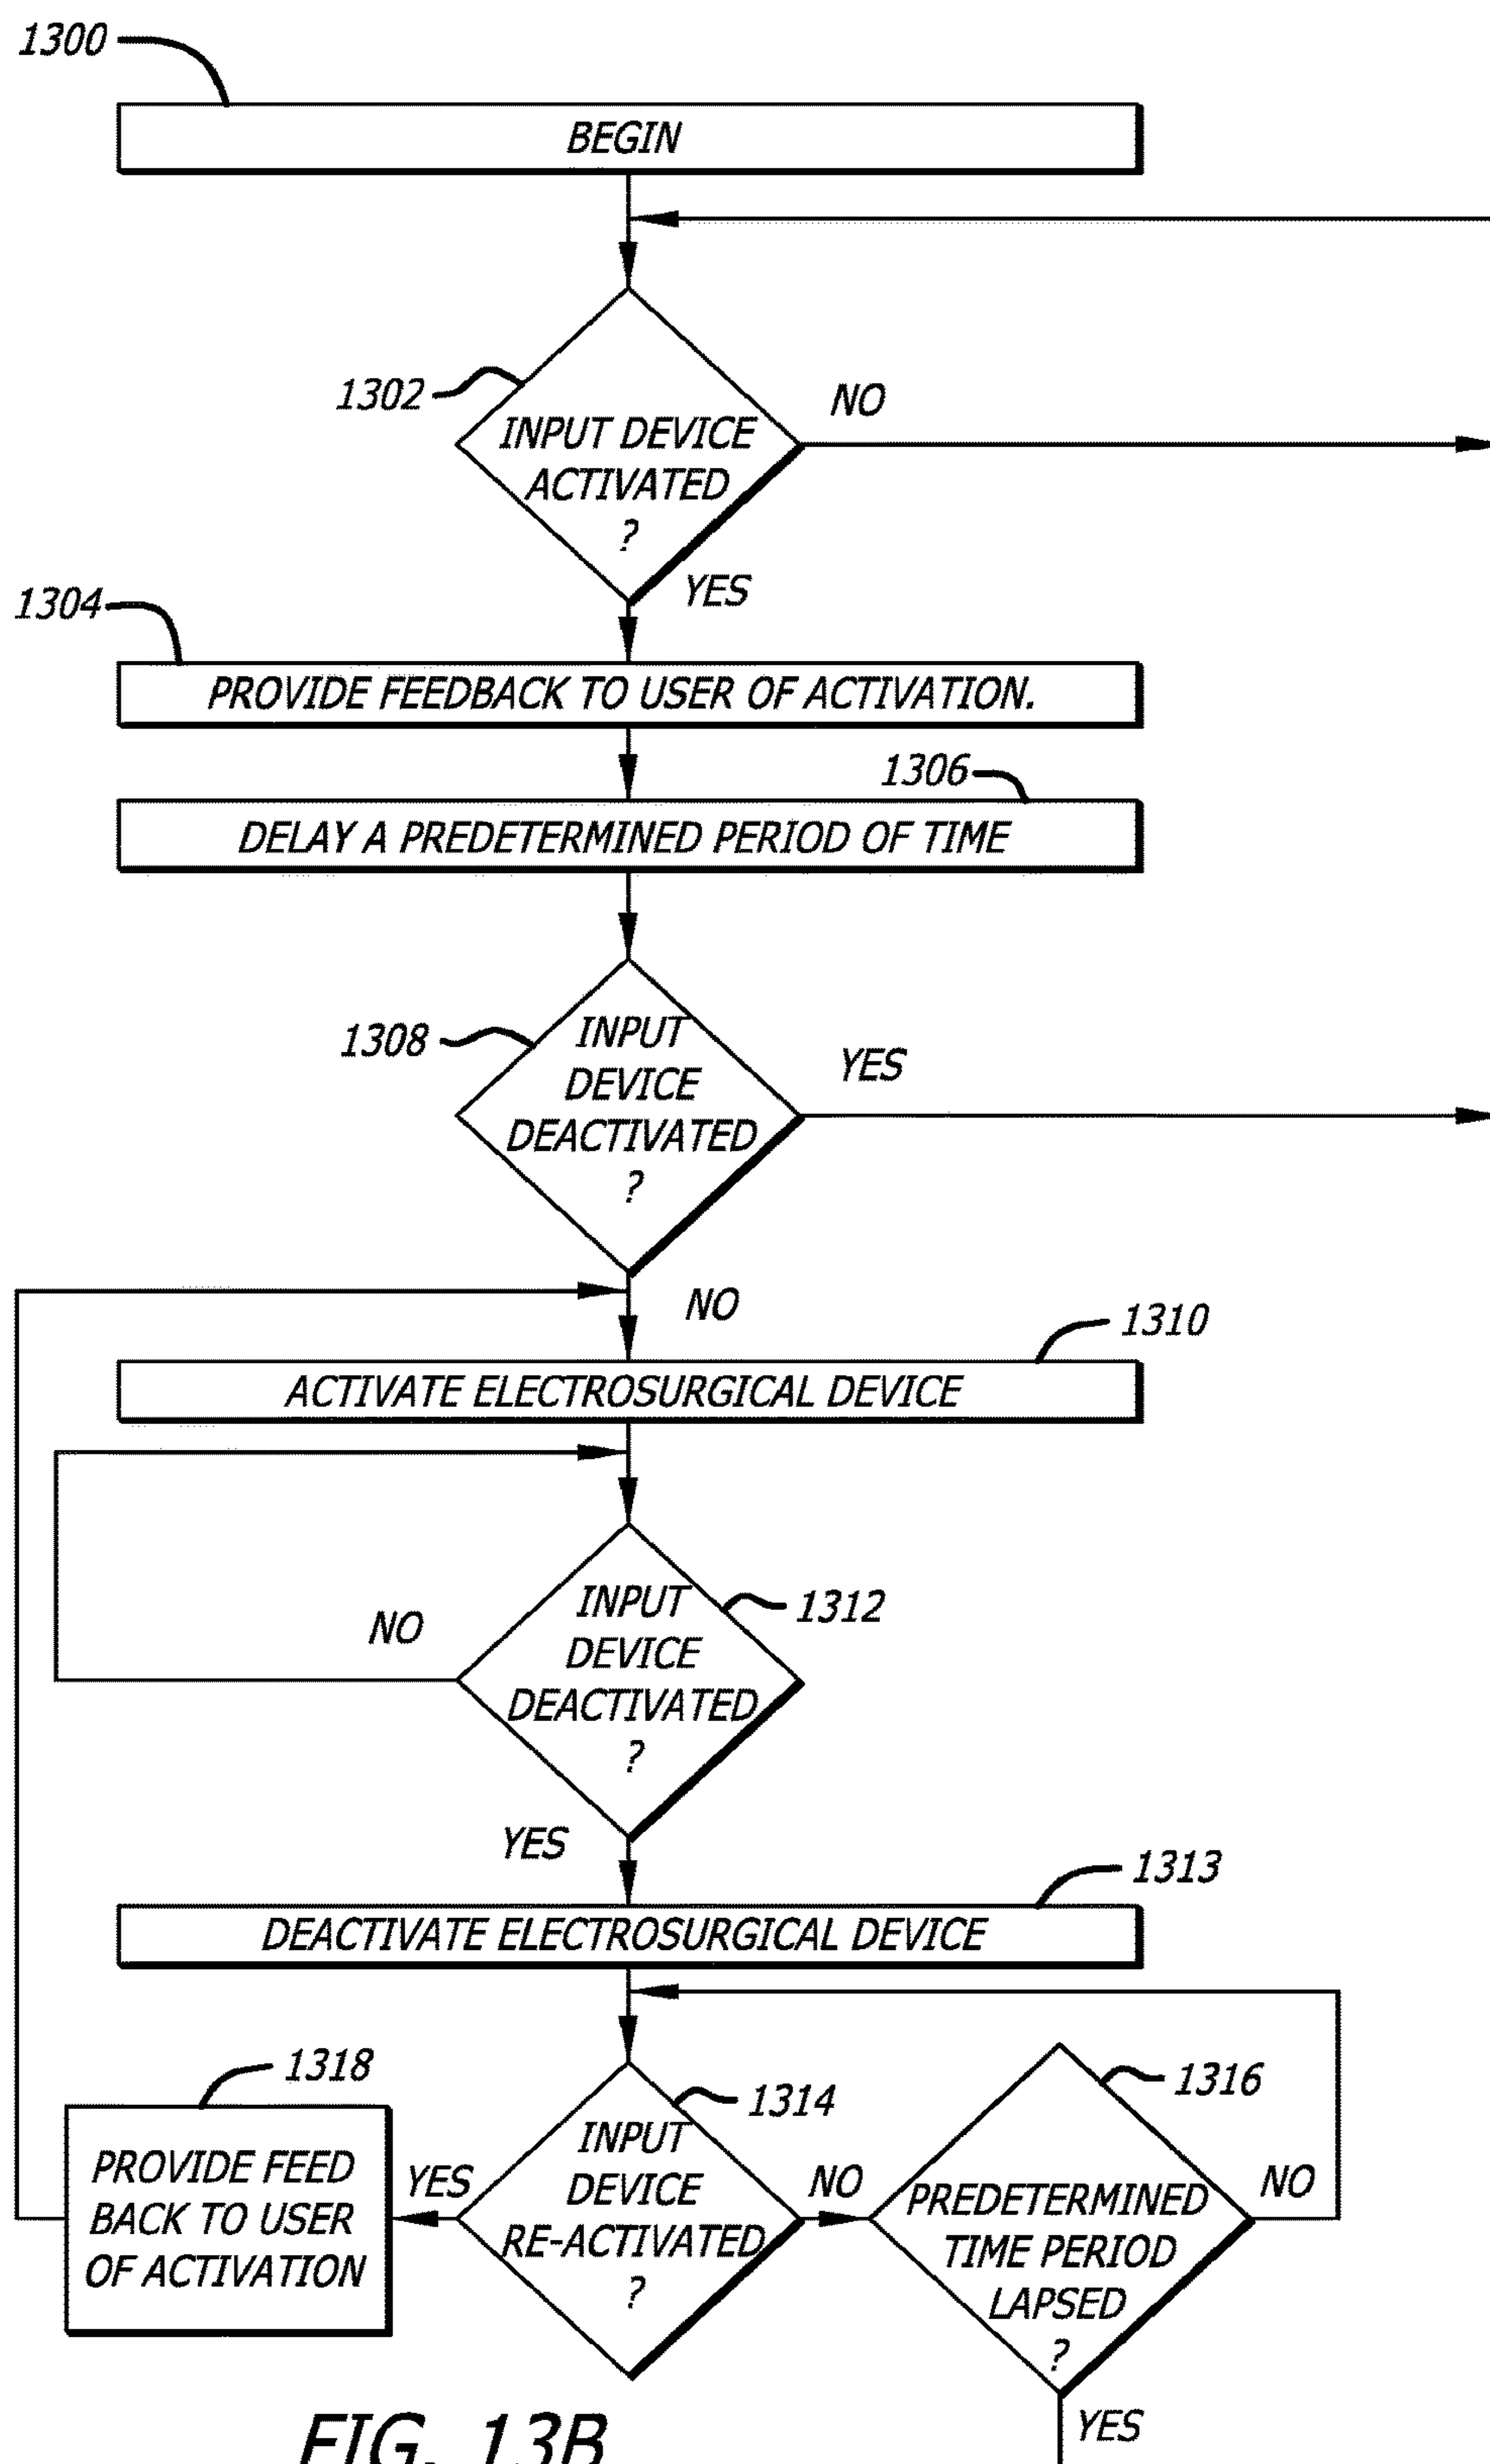 1300
BEGIN
1302
INPUT DEVICE
ACTIVATED
?
NO
YES
1304
PROVIDE FEEDBACK TO USER OF ACTIVATION.
1306
DELAY A PREDETERMINED PERIOD OF TIME
1308
INPUT
DEVICE
DEACTIVATED
?
YES
NO
1310
ACTIVATE ELECTROSURGICAL DEVICE
1312
INPUT
DEVICE
DEACTIVATED
?
NO
YES
1313
DEACTIVATE ELECTROSURGICAL DEVICE
1318
PROVIDE FEED
BACK TO USER
OF ACTIVATION
YES
1314
INPUT
DEVICE
RE-ACTIVATED
?
NO
1316
PREDETERMINED
TIME PERIOD
LAPSED
?
NO
YES
FIG. 13B